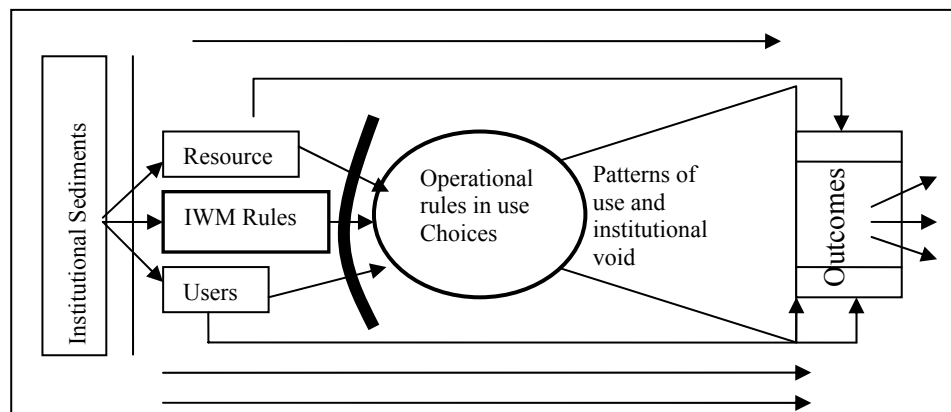 Institutional Sediments
Resource
IWM Rules
Users
Operational
rules in use
Choices
Patterns of
use and
institutional
void
Outcomes